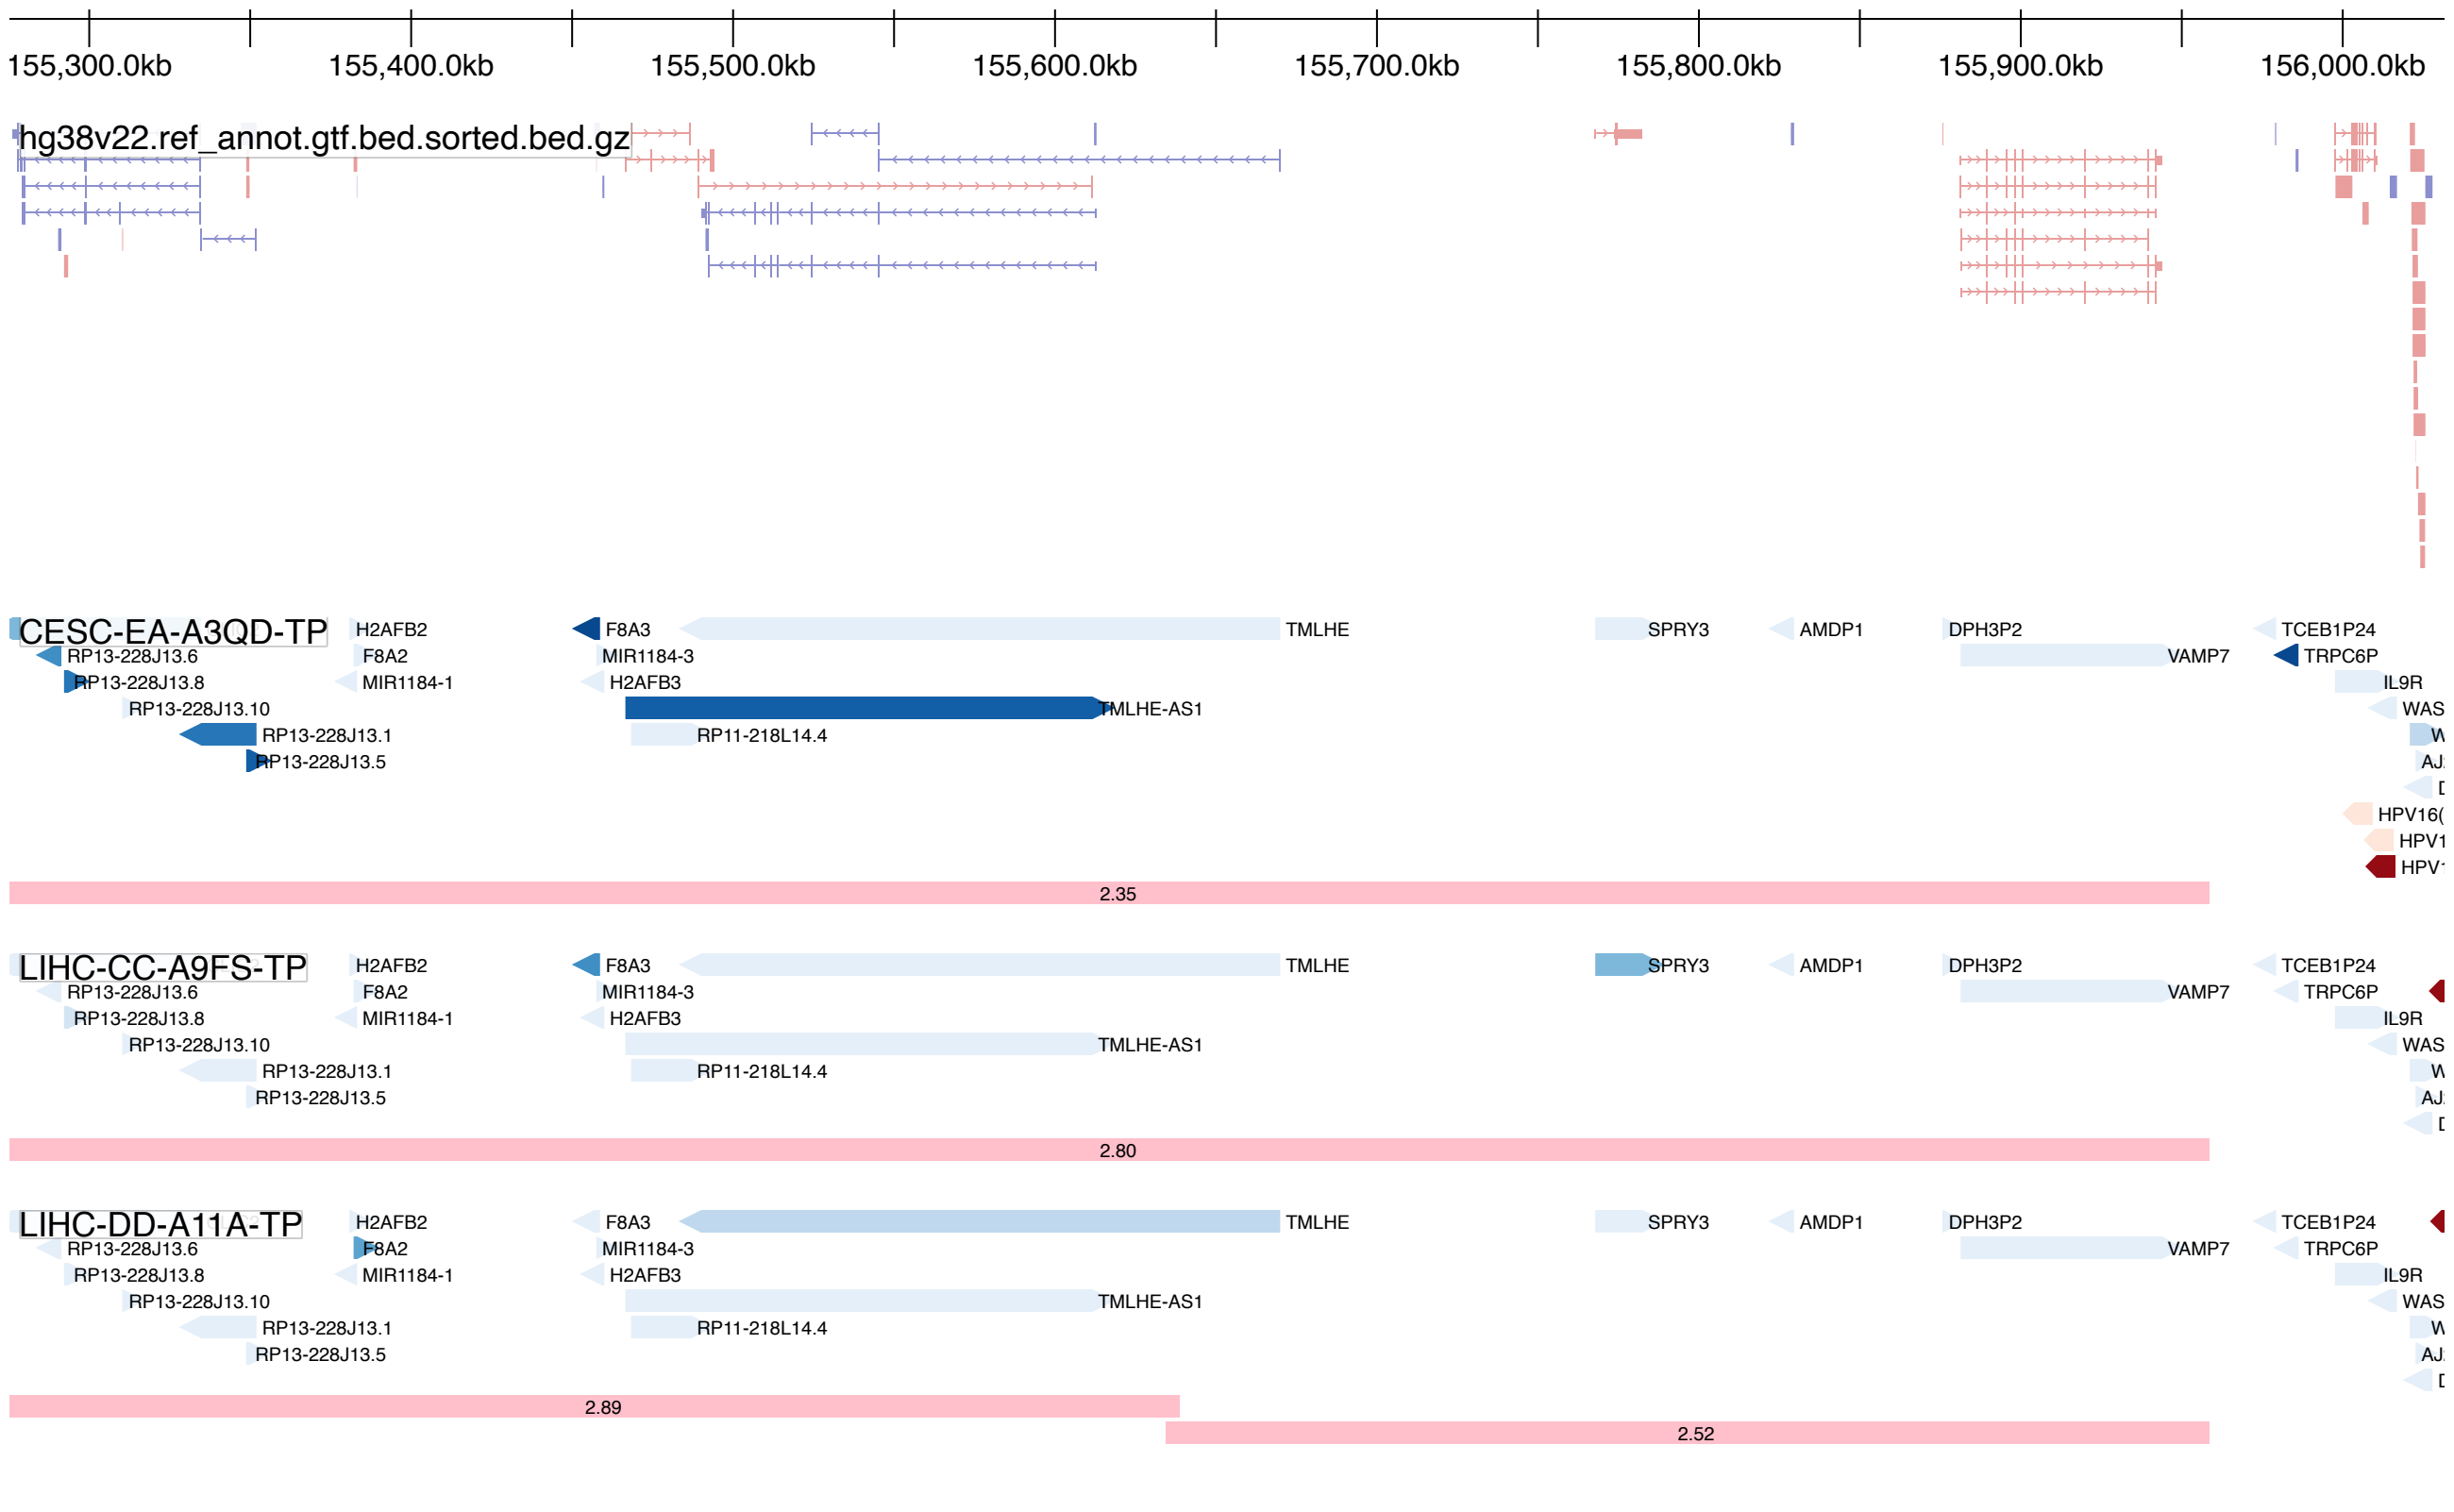 155,300.0kb 155,400.0kb 155,500.0kb 155,600.0kb 155,700.0kb 155,800.0kb 155,900.0kb 156,000.0kb
hg38v22.ref_annot.gtf.bed.sorted.bed.gz
CESC-EA-A3QD-TP H2AFB2 F8A3 TMLHE SPRY3 AMDP1 DPH3P2 TCEB1P24
RP13-228J13.6 F8A2 MIR1184-3 VAMP7 TRPC6P
RP13-228J13.8 MIR1184-1 H2AFB3 IL9R
RP13-228J13.10 TMLHE-AS1 WAS
RP13-228J13.1 RP11-218L14.4 W
RP13-228J13.5 AJ
HPV16(
HPV1
HPV
2.35
LIHC-CC-A9FS-TP H2AFB2 F8A3 TMLHE SPRY3 AMDP1 DPH3P2 TCEB1P24
RP13-228J13.6 F8A2 MIR1184-3 VAMP7 TRPC6P
RP13-228J13.8 MIR1184-1 H2AFB3 IL9R
RP13-228J13.10 TMLHE-AS1 WAS
RP13-228J13.1 RP11-218L14.4 W
RP13-228J13.5 AJ
2.80
LIHC-DD-A11A-TP H2AFB2 F8A3 TMLHE SPRY3 AMDP1 DPH3P2 TCEB1P24
RP13-228J13.6 F8A2 MIR1184-3 VAMP7 TRPC6P
RP13-228J13.8 MIR1184-1 H2AFB3 IL9R
RP13-228J13.10 TMLHE-AS1 WAS
RP13-228J13.1 RP11-218L14.4 W
RP13-228J13.5 AJ
2.89
2.52